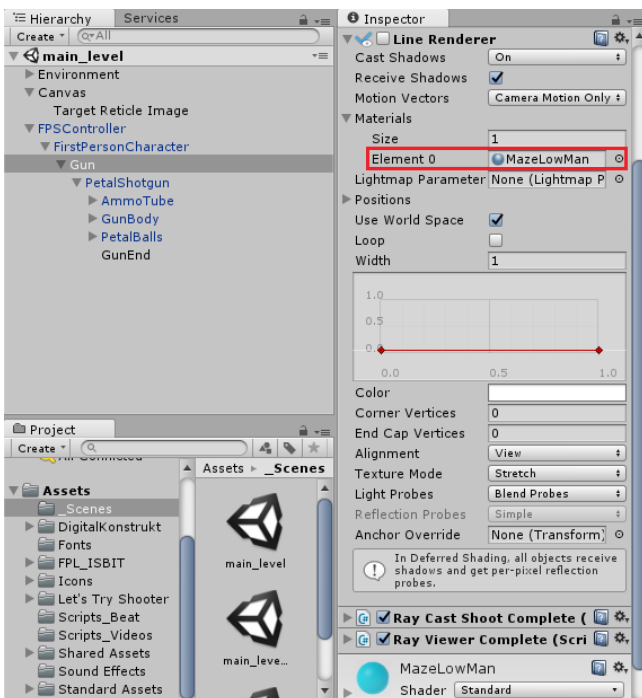 Hierarchy
Services
Create
All
main_level
Environment
Canvas
Target Reticle Image
FPSController
FirstPersonCharacter
Gun
PetalShotgun
AmmoTube
GunBody
PetalBalls
GunEnd
Project
Create
Assets
_Scenes
DigitalKonstrukt
Fonts
FPL_ISBIT
Icons
Let's Try Shooter
Scripts_Beat
Scripts_Videos
Shared Assets
Sound Effects
Standard Assets
Assets ▸ _Scenes
main_level
main_leve...
Inspector
Line Renderer
Cast Shadows On
Receive Shadows
Motion Vectors Camera Motion Only
Materials
Size 1
Element 0 MazeLowMan
Lightmap Parameter None (Lightmap P
Positions
Use World Space
Loop
Width 1
1.0
0.5
0.0
0.0 0.5 1.0
Color
Corner Vertices 0
End Cap Vertices 0
Alignment View
Texture Mode Stretch
Light Probes Blend Probes
Reflection Probes Simple
Anchor Override None (Transform)
In Deferred Shading, all objects receive
shadows and get per-pixel reflection
probes.
Ray Cast Shoot Complete (
Ray Viewer Complete (Scri
MazeLowMan
Shader Standard